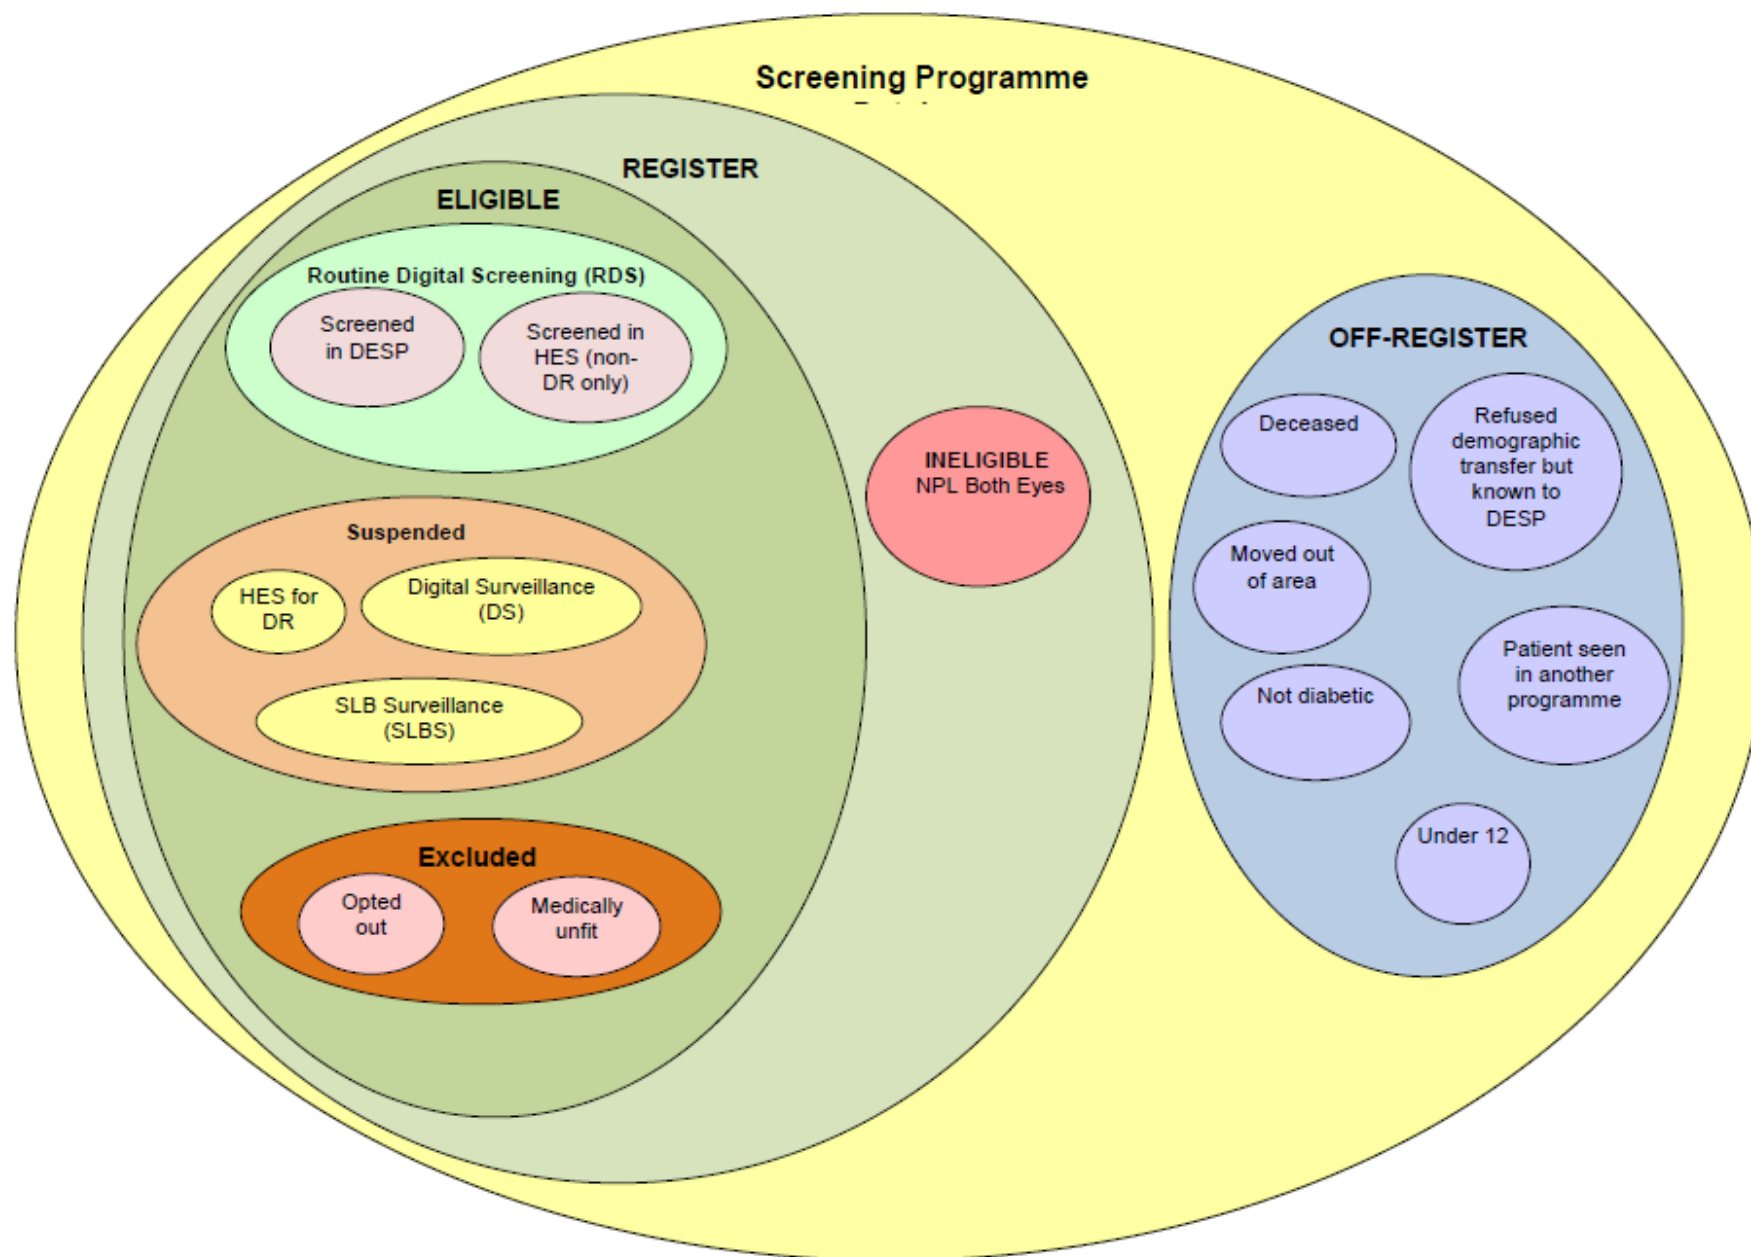 Screening Programme
REGISTER
ELIGIBLE
Routine Digital Screening (RDS)
Screened
in DESP
Screened in
HES (non-
DR only)
Suspended
HES for
DR
Digital Surveillance
(DS)
SLB Surveillance
(SLBS)
Excluded
Opted
out
Medically
unfit
INELIGIBLE
NPL Both Eyes
OFF-REGISTER
Deceased
Refused
demographic
transfer but
known to
DESP
Moved out
of area
Patient seen
in another
programme
Not diabetic
Under 12